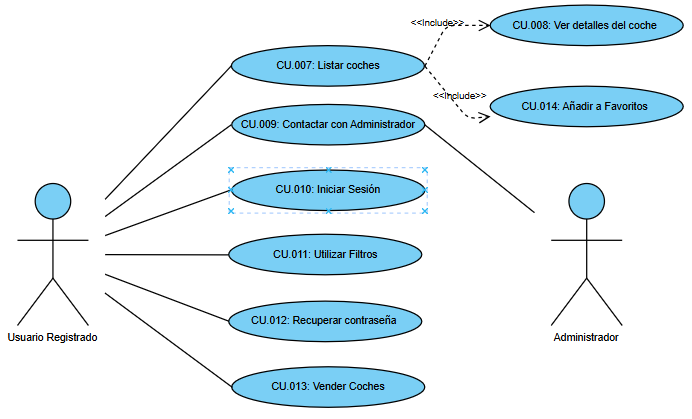 <<Include>>
CU.008: Ver detalles del coche
CU.007: Listar coches
<<Include>>
CU.014: Añadir a Favoritos
CU.009: Contactar con Administrador
CU.010: Iniciar Sesión
CU.011: Utilizar Filtros
CU.012: Recuperar contraseña
Usuario Registrado
Administrador
CU.013: Vender Coches